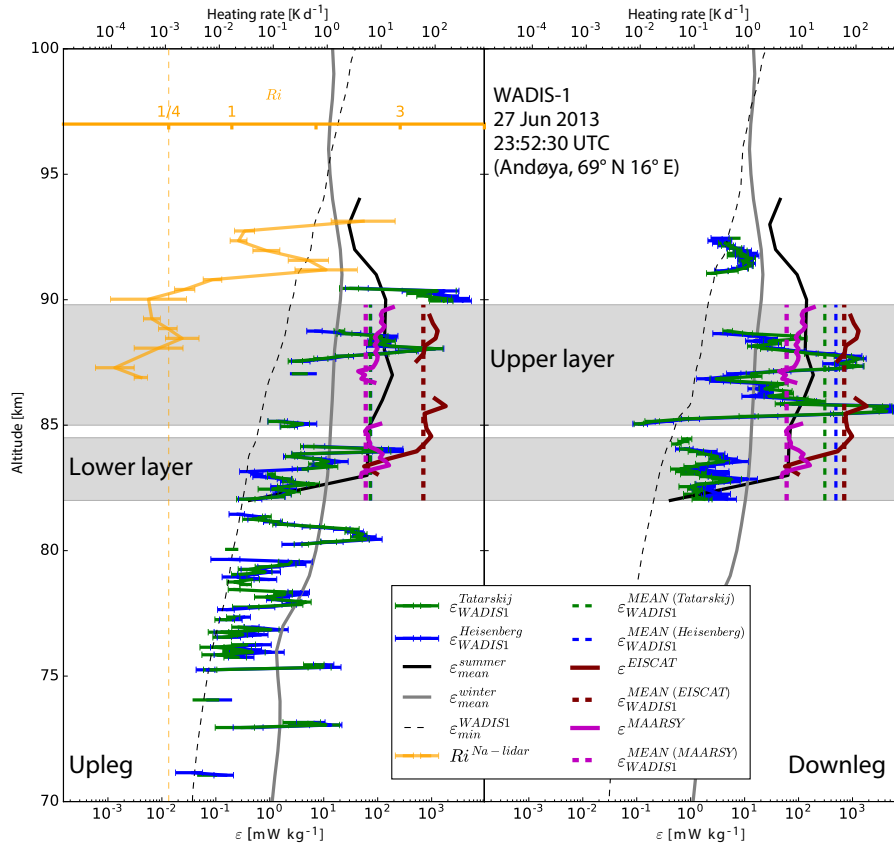 Heating rate [K d⁻¹]
Heating rate [K d⁻¹]
10⁻⁴ 10⁻³ 10⁻² 10⁻¹ 10⁰ 10¹ 10²
10⁻⁴ 10⁻³ 10⁻² 10⁻¹ 10⁰ 10¹ 10²
100
95
90
85
80
75
70
Altitude [km]
Ri
1/4 1 3
WADIS-1
27 Jun 2013
23:52:30 UTC
(Andøya, 69° N 16° E)
Upper layer
Lower layer
ε^Tatarskij_WADIS1
ε^Heisenberg_WADIS1
ε^summer_mean
ε^winter_mean
ε^WADIS1_min
Ri^Na−lidar
ε^MEAN (Tatarskij)_WADIS1
ε^MEAN (Heisenberg)_WADIS1
ε^EISCAT
ε^MEAN (EISCAT)_WADIS1
ε^MAARSY
ε^MEAN (MAARSY)_WADIS1
Upleg
Downleg
10⁻³ 10⁻² 10⁻¹ 10⁰ 10¹ 10² 10³
10⁻³ 10⁻² 10⁻¹ 10⁰ 10¹ 10² 10³
ε [mW kg⁻¹]
ε [mW kg⁻¹]